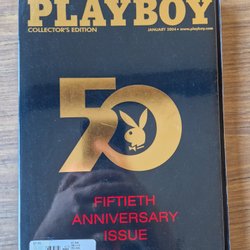 PLAYBOY
COLLECTOR'S EDITION
JANUARY 2004 • www.playboy.com
50
FIFTIETH
ANNIVERSARY
ISSUE